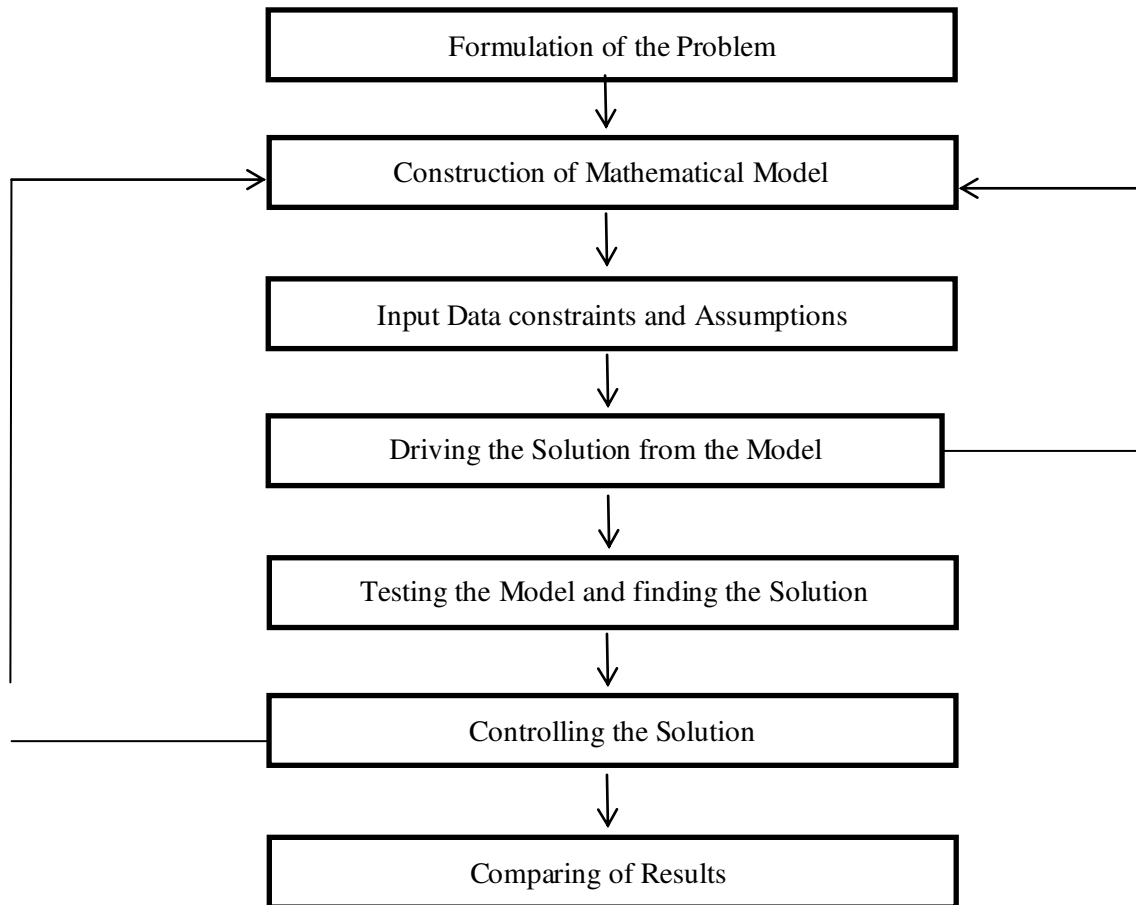 Formulation of the Problem
Construction of Mathematical Model
Input Data constraints and Assumptions
Driving the Solution from the Model
Testing the Model and finding the Solution
Controlling the Solution
Comparing of Results